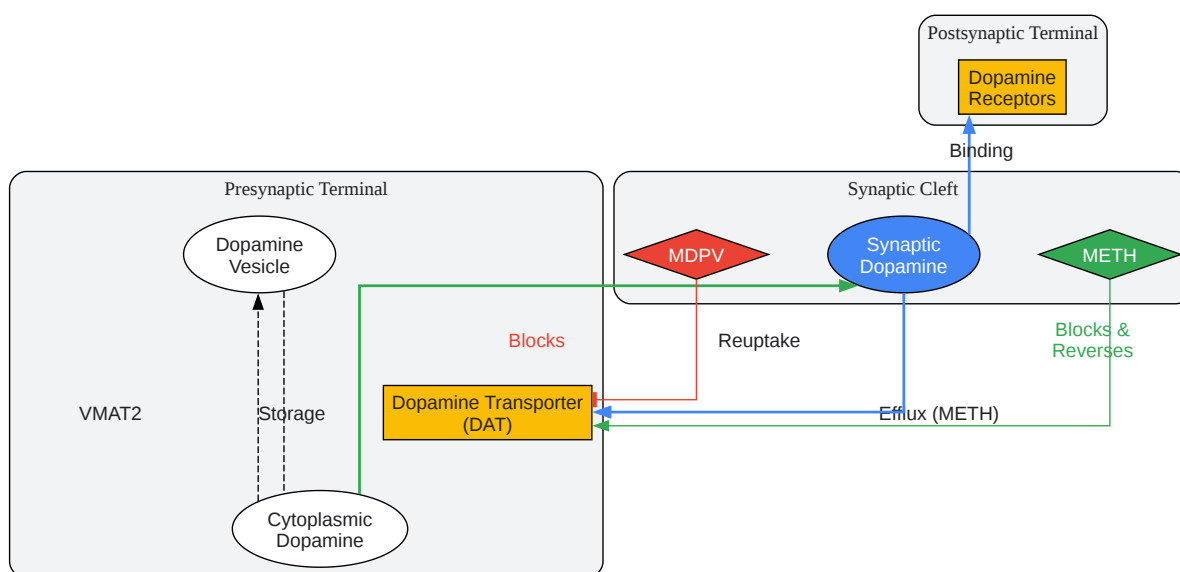 Postsynaptic Terminal
Dopamine
Receptors
Binding
Presynaptic Terminal
Synaptic Cleft
Dopamine
Vesicle
MDPV
Synaptic
Dopamine
METH
Blocks
Reuptake
Blocks &
Reverses
VMAT2
Storage
Dopamine Transporter
(DAT)
Efflux (METH)
Cytoplasmic
Dopamine